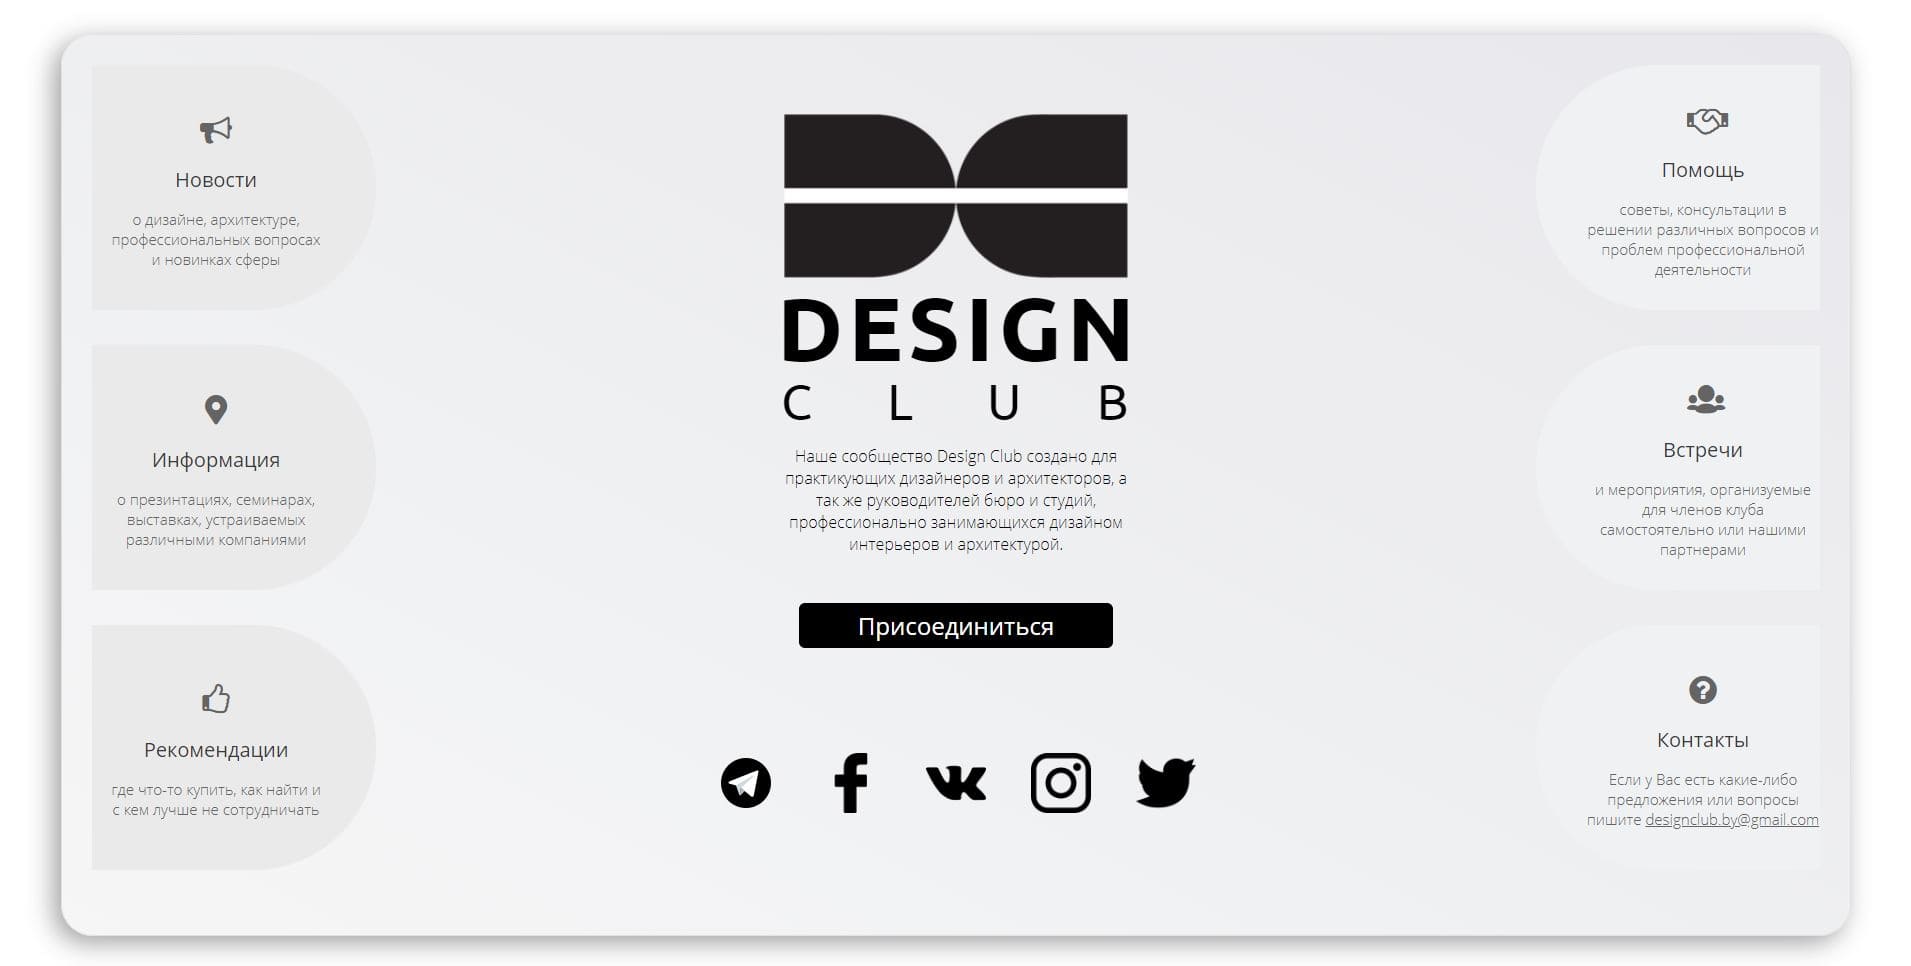 Новости
о дизайне, архитектуре,
профессиональных вопросах
и новинках сферы
Информация
о презинтациях, семинарах,
выставках, устраиваемых
различными компаниями
Рекомендации
где что-то купить, как найти и
с кем лучше не сотрудничать
DESIGN
CLUB
Наше сообщество Design Club создано для
практикующих дизайнеров и архитекторов, а
так же руководителей бюро и студий,
профессионально занимающихся дизайном
интерьеров и архитектурой.
Присоединиться
Помощь
советы, консультации в
решении различных вопросов и
проблем профессиональной
деятельности
Встречи
и мероприятия, организуемые
для членов клуба
самостоятельно или нашими
партнерами
Контакты
Если у Вас есть какие-либо
предложения или вопросы
пишите designclub.by@gmail.com